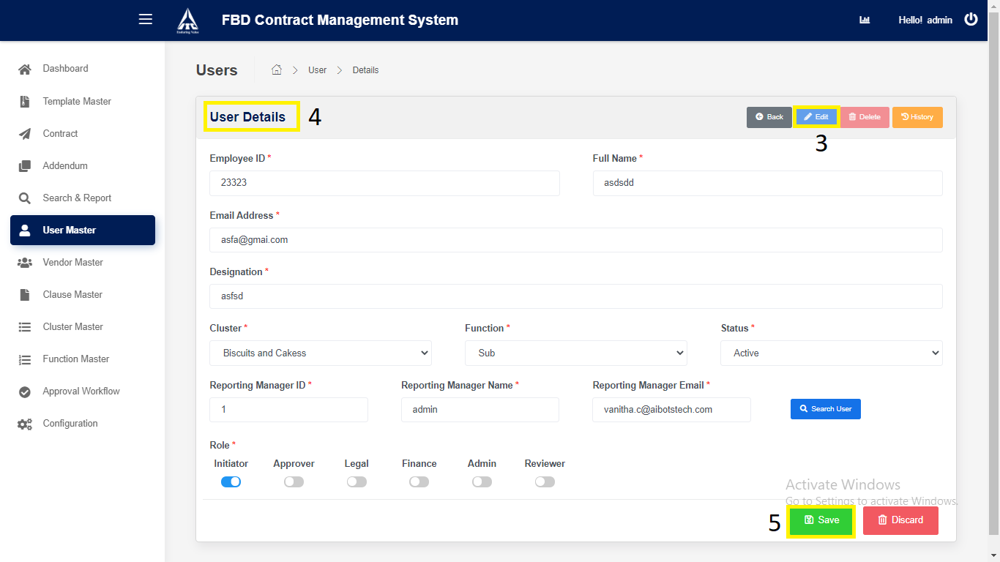 FBD Contract Management System
Hello! admin
Enduring Value
Dashboard
Template Master
Contract
Addendum
Search & Report
User Master
Vendor Master
Clause Master
Cluster Master
Function Master
Approval Workflow
Configuration
Users User Details
User Details 4
Back Edit Delete History
3
Employee ID * Full Name *
23323 asdsdd
Email Address *
asfa@gmai.com
Designation *
asfsd
Cluster * Function * Status *
Biscuits and Cakess Sub Active
Reporting Manager ID * Reporting Manager Name * Reporting Manager Email *
1 admin vanitha.c@aibotstech.com Search User
Role *
Initiator Approver Legal Finance Admin Reviewer
Activate Windows
Go to Settings to activate Windows.
5 Save Discard